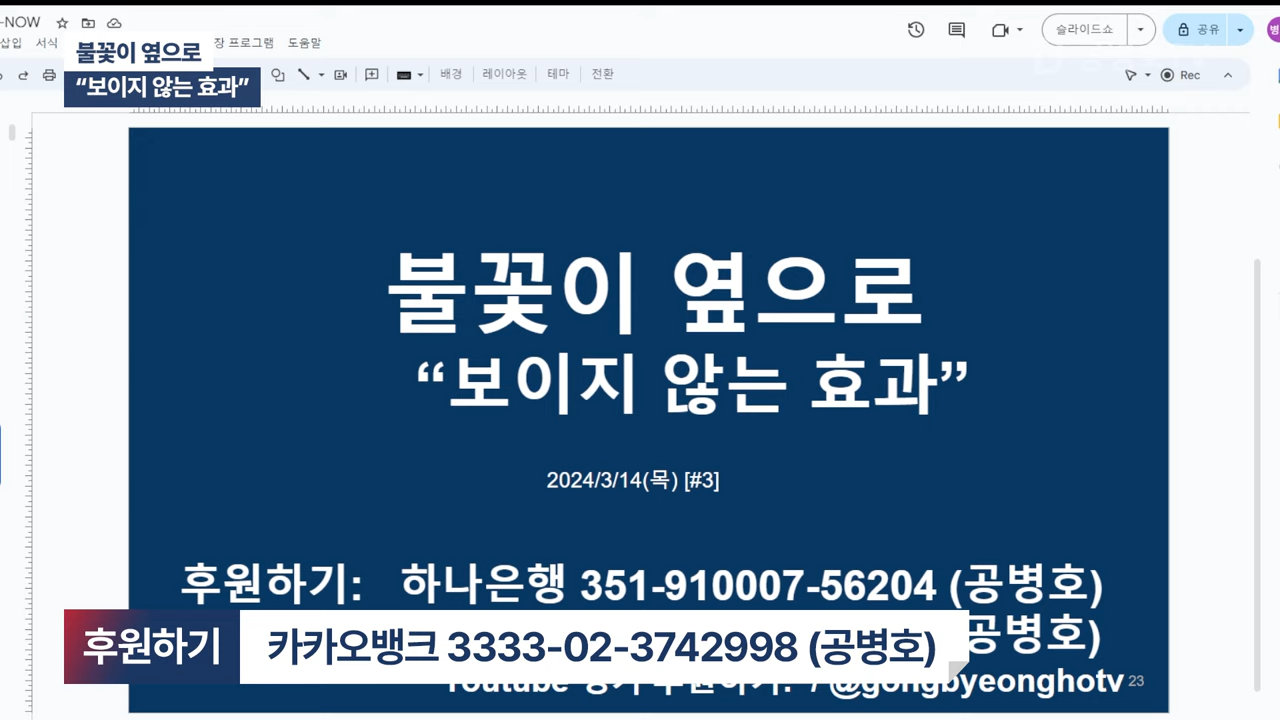 -NOW
삽입 서식
장 프로그램 도움말
슬라이드쇼
공유
병
불꽃이 옆으로
“보이지 않는 효과”
배경 레이아웃 테마 전환
Rec
불꽃이 옆으로
“보이지 않는 효과”
2024/3/14(목) [#3]
후원하기: 하나은행 351-910007-56204 (공병호)
공병호)
후원하기 카카오뱅크 3333-02-3742998 (공병호)
/ @gongbyeonghotv
23